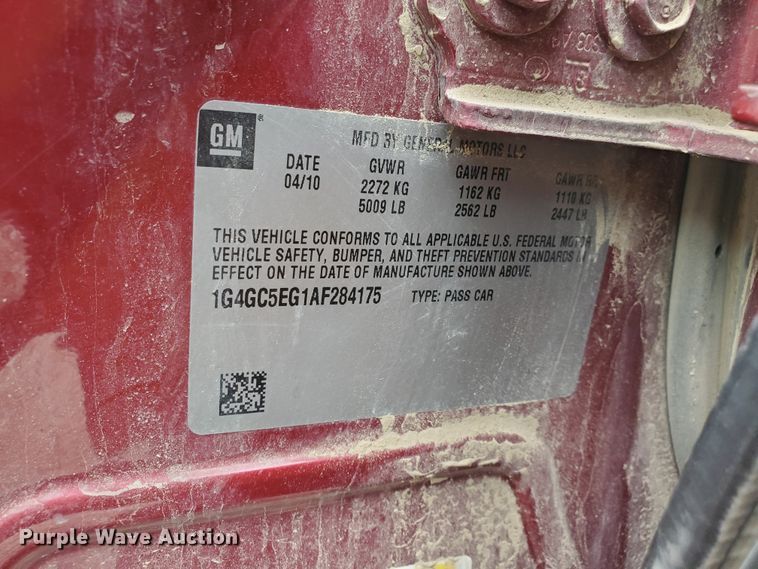 GM ®
MFD BY GENERAL MOTORS LLC
DATE GVWR GAWR FRT GAWR RR
04/10 2272 KG 1162 KG 1110 KG
5009 LB 2562 LB 2447 LB
THIS VEHICLE CONFORMS TO ALL APPLICABLE U.S. FEDERAL MOTOR
VEHICLE SAFETY, BUMPER, AND THEFT PREVENTION STANDARDS IN
EFFECT ON THE DATE OF MANUFACTURE SHOWN ABOVE.
1G4GC5EG1AF284175 TYPE: PASS CAR
Purple Wave Auction